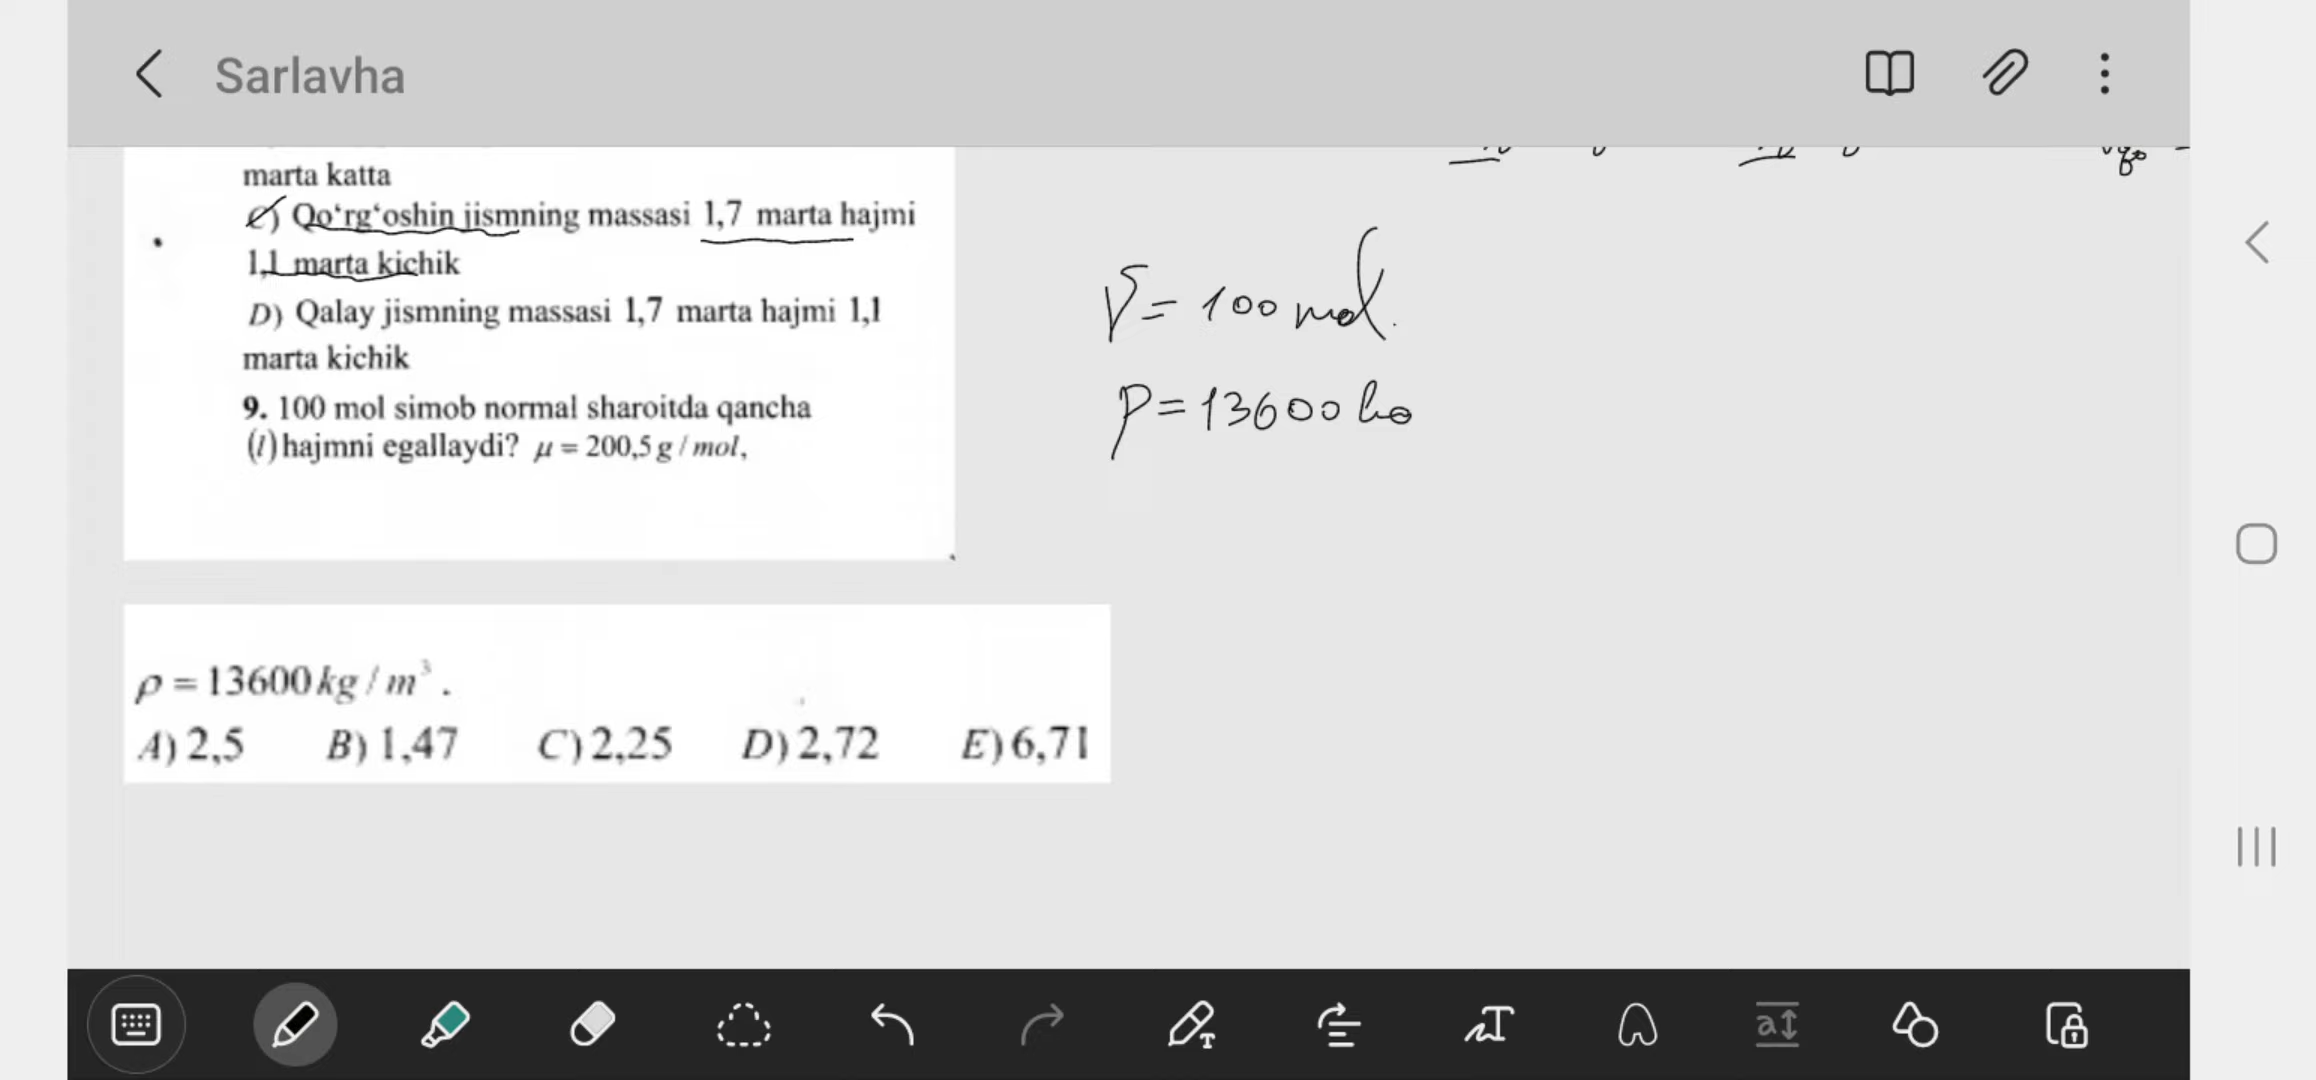 Sarlavha
marta katta
C) Qo‘rg‘oshin jismning massasi 1,7 marta hajmi
1,1 marta kichik
D) Qalay jismning massasi 1,7 marta hajmi 1,1
marta kichik
9. 100 mol simob normal sharoitda qancha
(l) hajmni egallaydi? μ = 200,5 g / mol,
ρ = 13600 kg / m³ .
A) 2,5 B) 1,47 C) 2,25 D) 2,72 E) 6,71
ν = 100 mol.
ρ = 13600